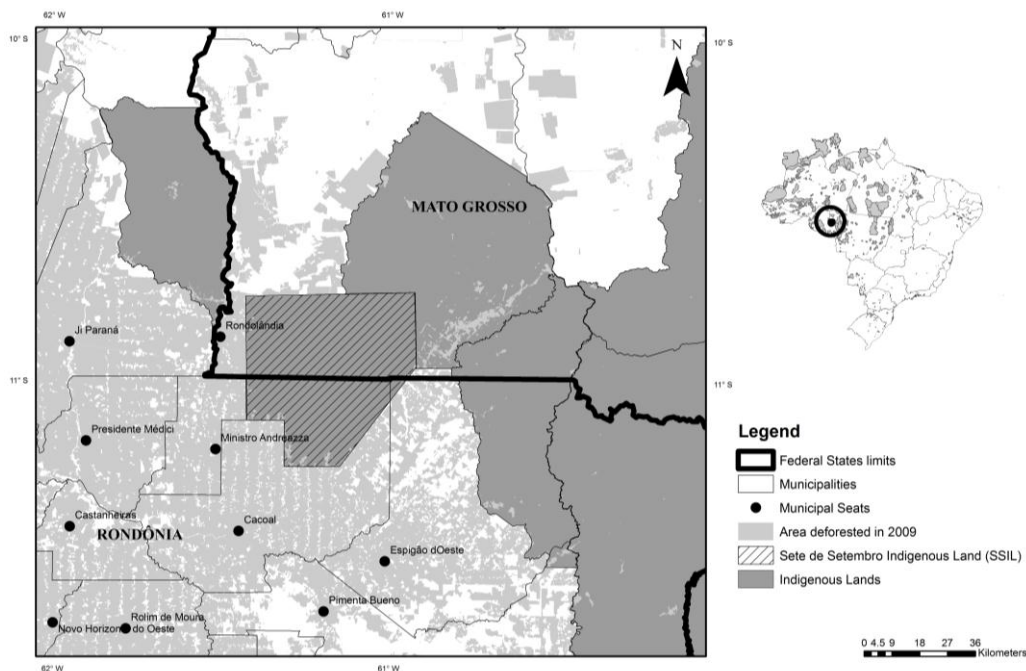 62° W
61° W
10° S
10° S
N
MATO GROSSO
Rondolândia
Ji Paraná
11° S
11° S
Presidente Médici
Ministro Andreazza
Castanheiras
RONDÔNIA
Cacoal
Espigão dOeste
Pimenta Bueno
Rolim de Moura
Novo Horizonte do Oeste
62° W
61° W
Legend
Federal States limits
Municipalities
Municipal Seats
Area deforested in 2009
Sete de Setembro Indigenous Land (SSIL)
Indigenous Lands
0 4.5 9 18 27 36
Kilometers